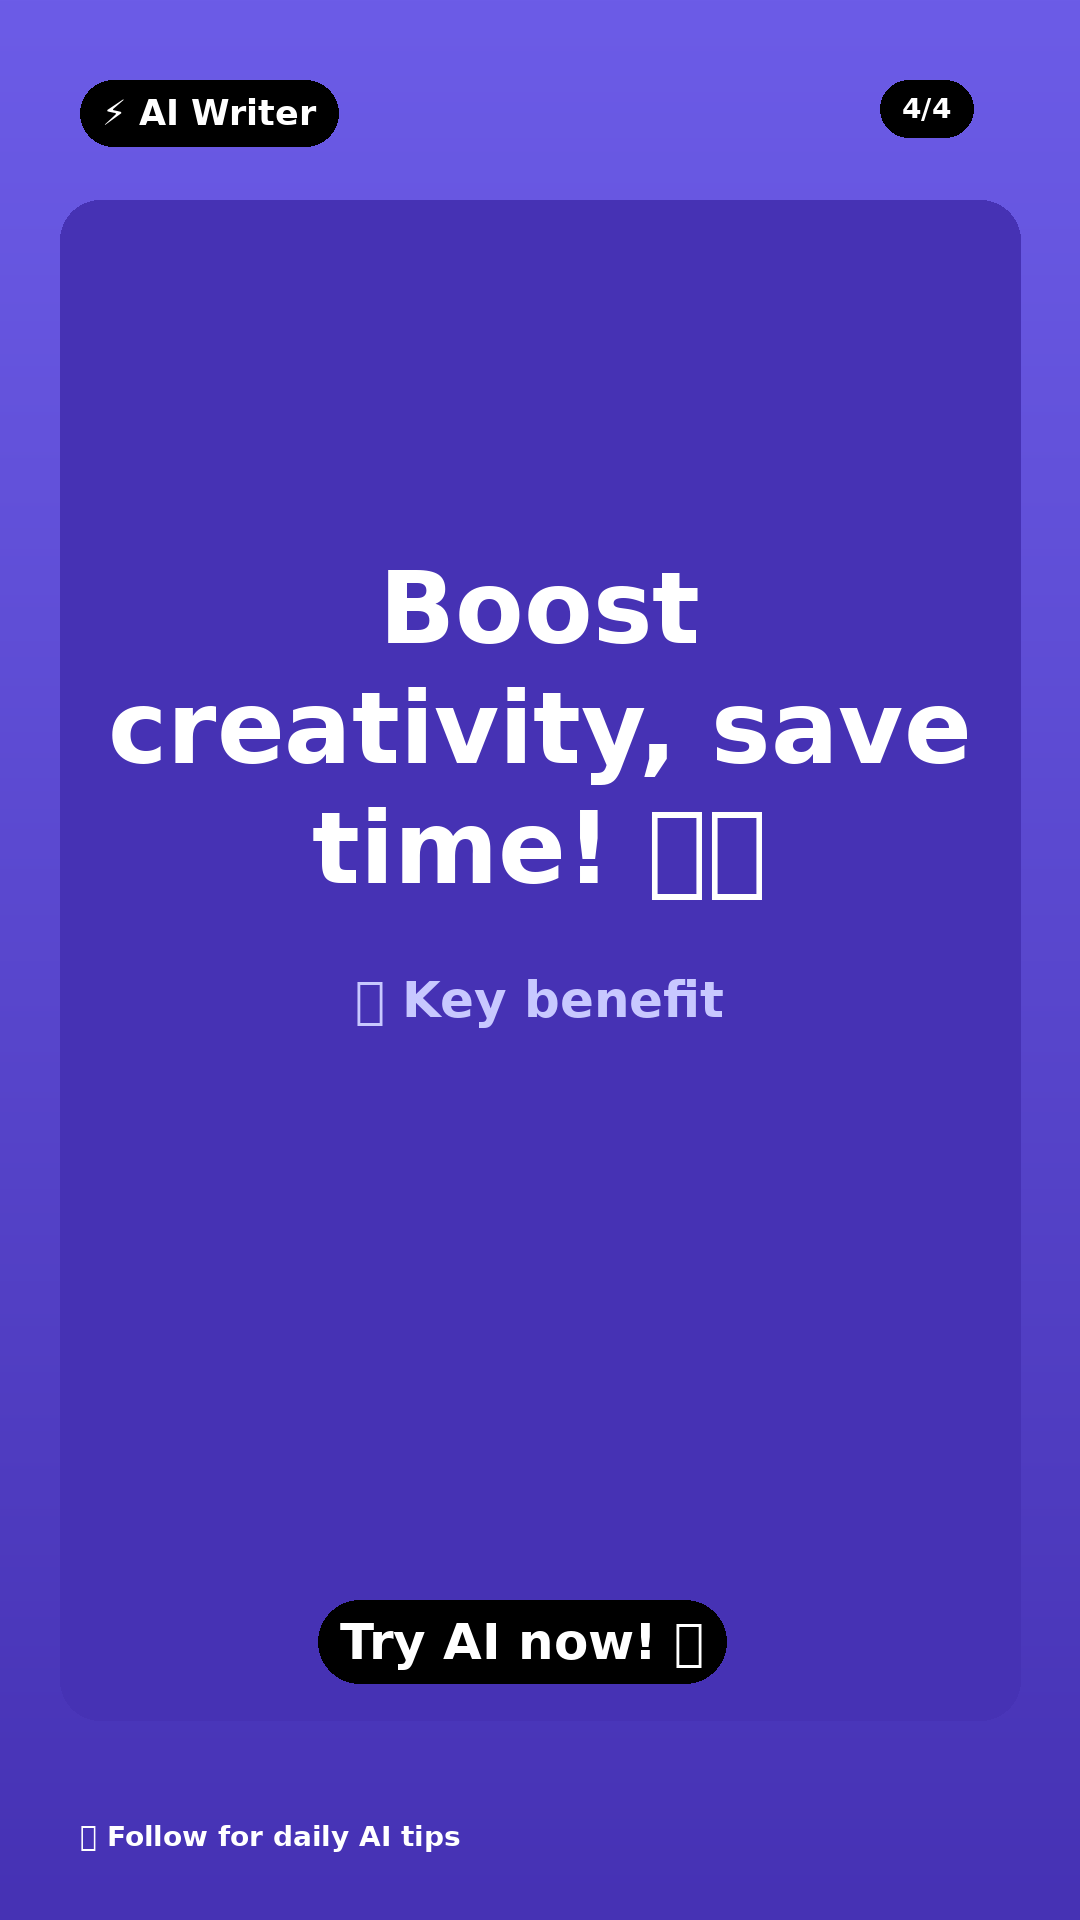 ⚡ AI Writer
4/4
Boost
creativity, save
time!
Key benefit
Try AI now!
Follow for daily AI tips